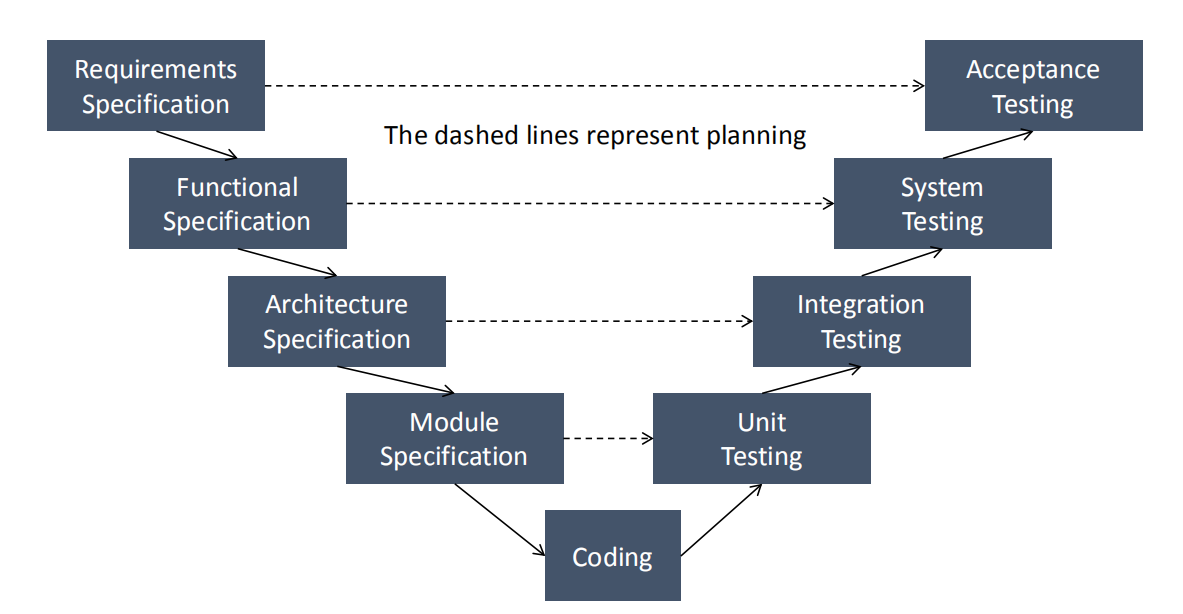 Requirements
Specification
Acceptance
Testing
The dashed lines represent planning
Functional
Specification
System
Testing
Architecture
Specification
Integration
Testing
Module
Specification
Unit
Testing
Coding